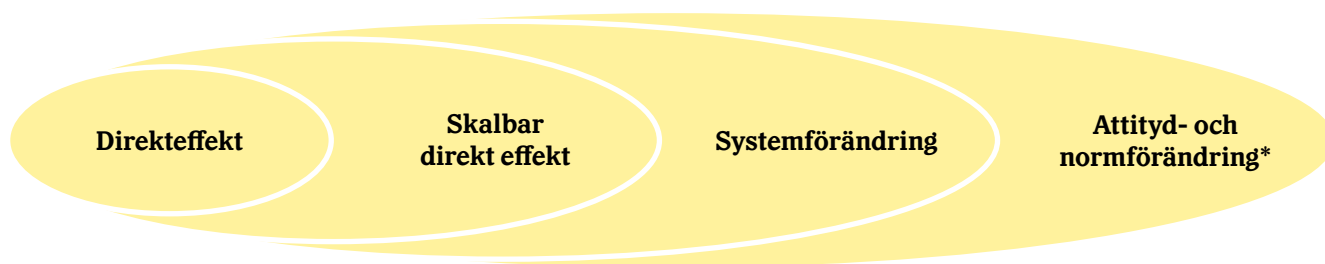 Direkteffekt
Skalbar
direkt effekt
Systemförändring
Attityd- och
normförändring*